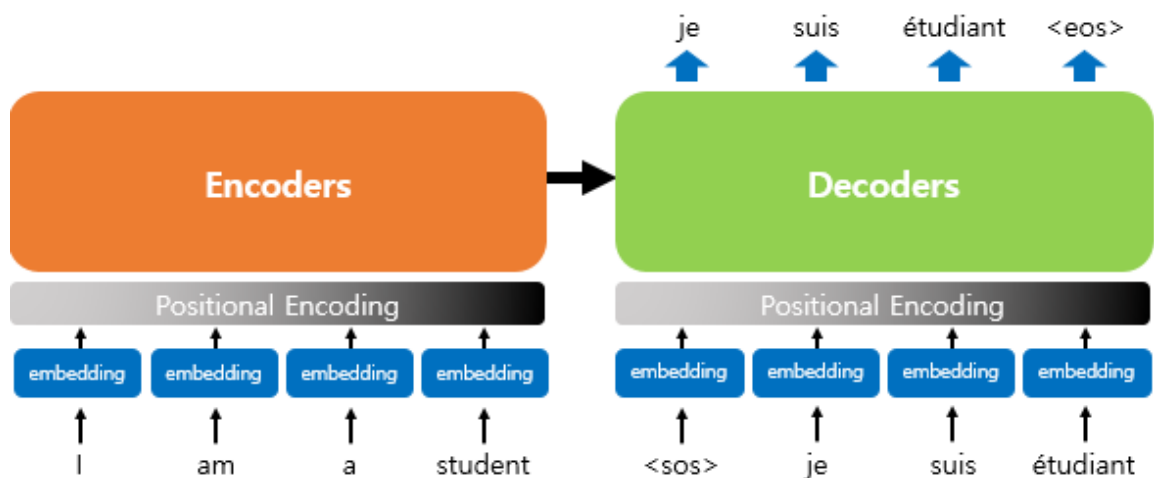 je suis étudiant <eos>
Encoders
Decoders
Positional Encoding
Positional Encoding
embedding embedding embedding embedding
embedding embedding embedding embedding
I am a student
<sos> je suis étudiant